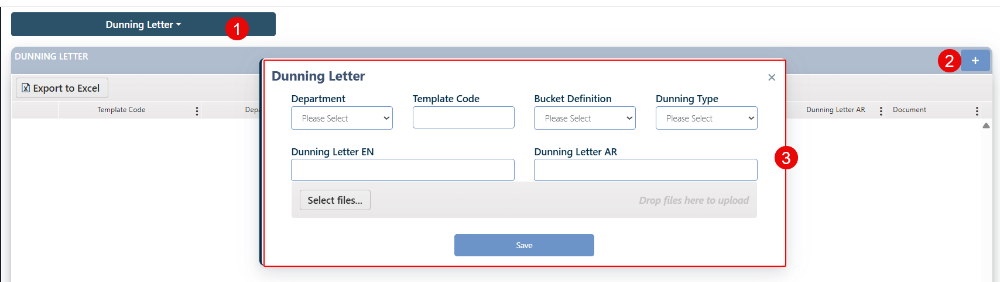 Dunning Letter
1
DUNNING LETTER
2
+
Export to Excel
Template Code
Depa
Dunning Letter AR
Document
Dunning Letter
×
Department
Template Code
Bucket Definition
Dunning Type
Please Select
Please Select
Please Select
Dunning Letter EN
Dunning Letter AR
3
Select files...
Drop files here to upload
Save